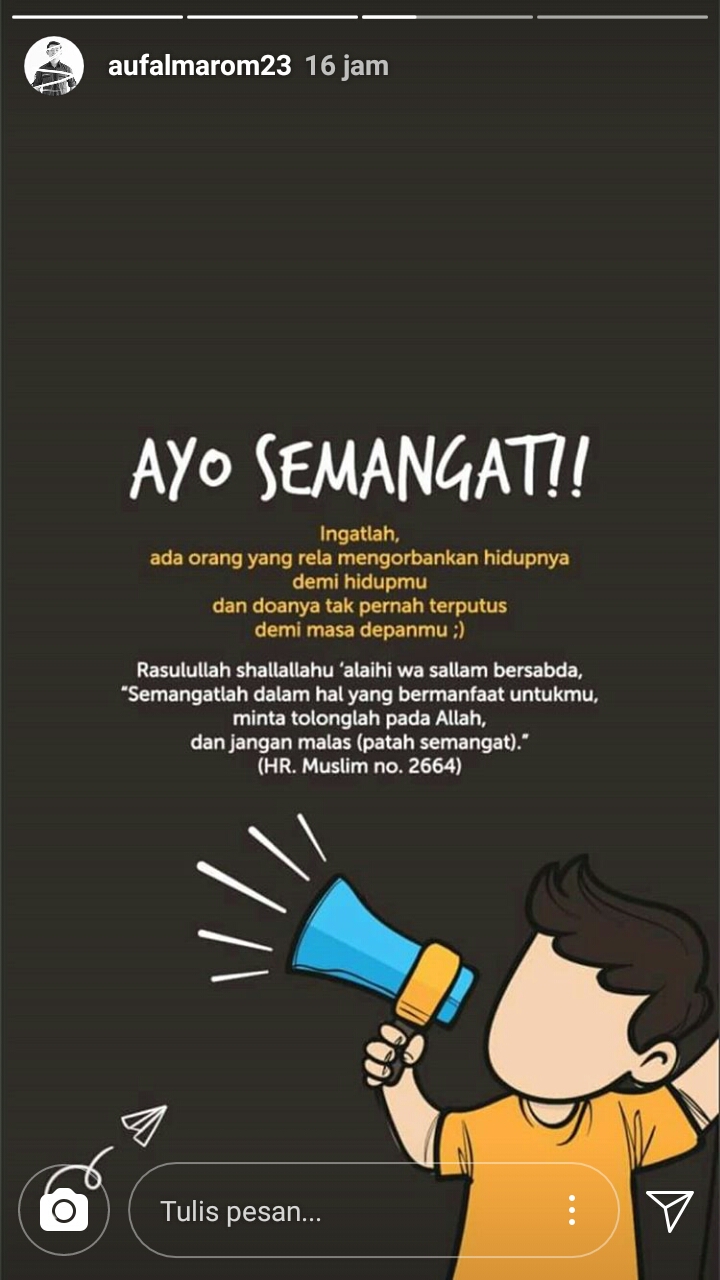 aufalmarom23 16 jam
AYO SEMANGAT!!
Ingatlah,
ada orang yang rela mengorbankan hidupnya
demi hidupmu
dan doanya tak pernah terputus
demi masa depanmu ;)
Rasulullah shallallahu ‘alaihi wa sallam bersabda,
“Semangatlah dalam hal yang bermanfaat untukmu,
minta tolonglah pada Allah,
dan jangan malas (patah semangat).”
(HR. Muslim no. 2664)
Tulis pesan...